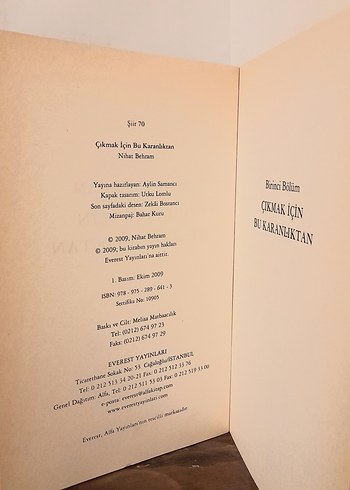 Şiir 70
Çıkmak İçin Bu Karanlıktan
Nihat Behram
Yayına hazırlayan: Aylin Samancı
Kapak tasarım: Utku Lomlu
Son sayfadaki desen: Zekâi Bostancı
Mizanpaj: Bahar Kuru
© 2009, Nihat Behram
© 2009; bu kitabın yayın hakları
Everest Yayınları'na aittir.
1. Basım: Ekim 2009
ISBN: 978 - 975 - 289 - 641 - 3
Sertifika No: 10905
Baskı ve Cilt: Melisa Matbaacılık
Tel: (0212) 674 97 23
Faks: (0212) 674 97 29
EVEREST YAYINLARI
Ticarethane Sokak No: 53 Cağaloğlu/İSTANBUL
Tel: 0 212 513 34 20-21 Fax: 0 212 512 33 76
Genel Dağıtım: Alfa, Tel: 0 212 511 53 03 Fax: 0 212 519 33 00
e-posta: everest@alfakitap.com
www.everestyayinlari.com
Everest, Alfa Yayınları'nın tescilli markasıdır.
Birinci Bölüm
ÇIKMAK İÇİN
BU KARANLIKTAN